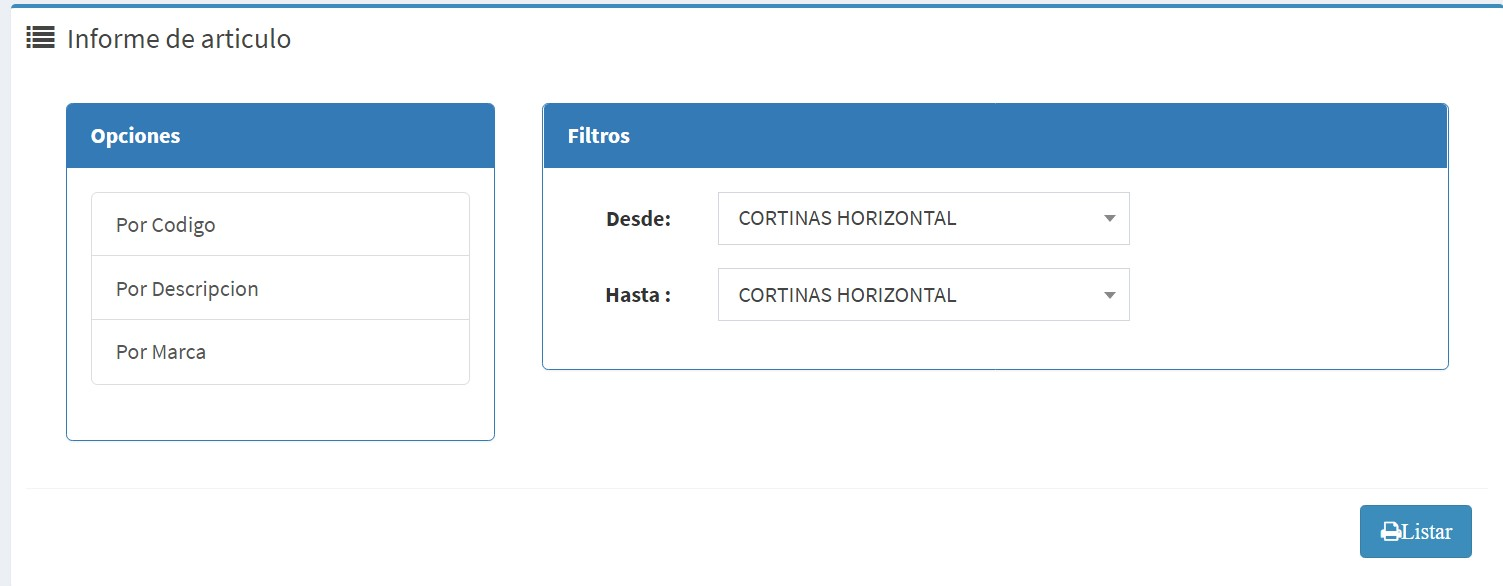 Informe de articulo
Opciones
Por Codigo
Por Descripcion
Por Marca
Filtros
Desde: CORTINAS HORIZONTAL
Hasta : CORTINAS HORIZONTAL
Listar